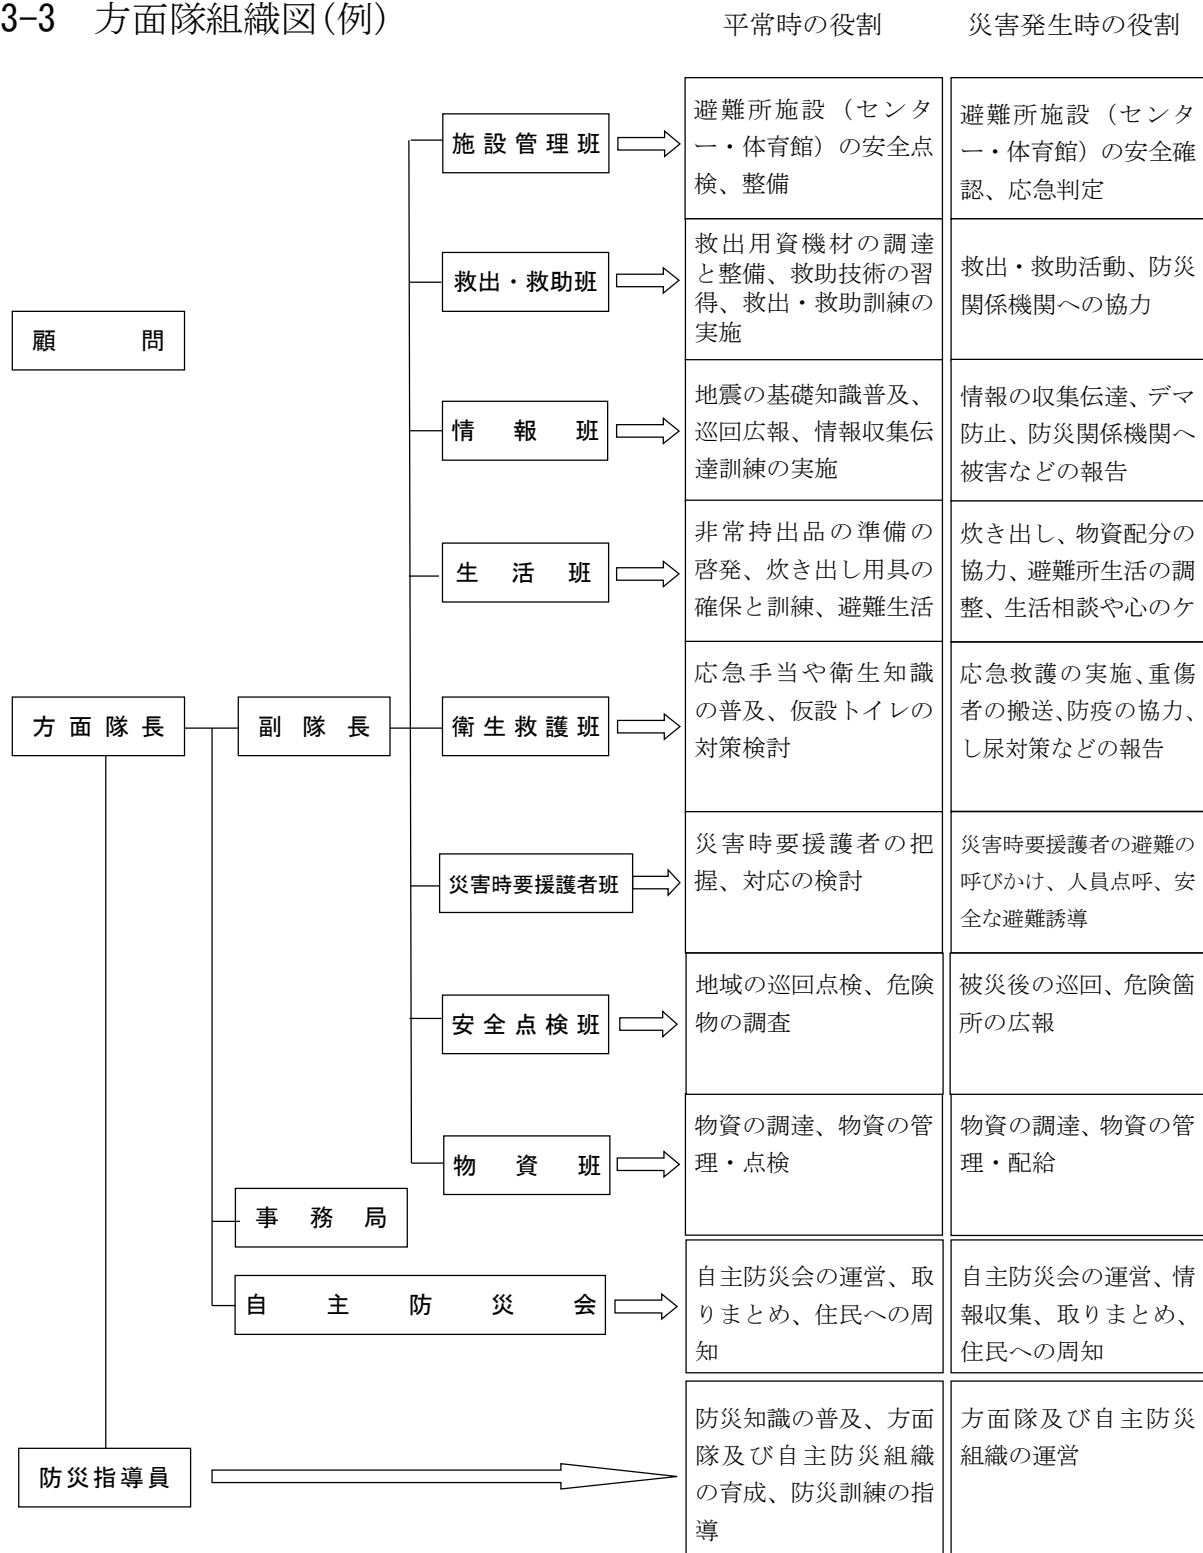 3−3 方面隊組織図(例)
平常時の役割
災害発生時の役割
施設管理班
避難所施設（センタ
ー・体育館）の安全点
検、整備
避難所施設（センタ
ー・体育館）の安全確
認、応急判定
救出・救助班
救出用資機材の調達
と整備、救助技術の習
得、救出・救助訓練の
実施
救出・救助活動、防災
関係機関への協力
顧問
情報班
地震の基礎知識普及、
巡回広報、情報収集伝
達訓練の実施
情報の収集伝達、デマ
防止、防災関係機関へ
被害などの報告
生活班
非常持出品の準備の
啓発、炊き出し用具の
確保と訓練、避難生活
炊き出し、物資配分の
協力、避難所生活の調
整、生活相談や心のケ
方面隊長
副隊長
衛生救護班
応急手当や衛生知識
の普及、仮設トイレの
対策検討
応急救護の実施、重傷
者の搬送、防疫の協力、
し尿対策などの報告
災害時要援護者班
災害時要援護者の把
握、対応の検討
災害時要援護者の避難の
呼びかけ、人員点呼、安
全な避難誘導
安全点検班
地域の巡回点検、危険
物の調査
被災後の巡回、危険箇
所の広報
物資班
物資の調達、物資の管
理・点検
物資の調達、物資の管
理・配給
事務局
自主防災会
自主防災会の運営、取
りまとめ、住民への周
知
自主防災会の運営、情
報収集、取りまとめ、
住民への周知
防災指導員
防災知識の普及、方面
隊及び自主防災組織
の育成、防災訓練の指
導
方面隊及び自主防災
組織の運営